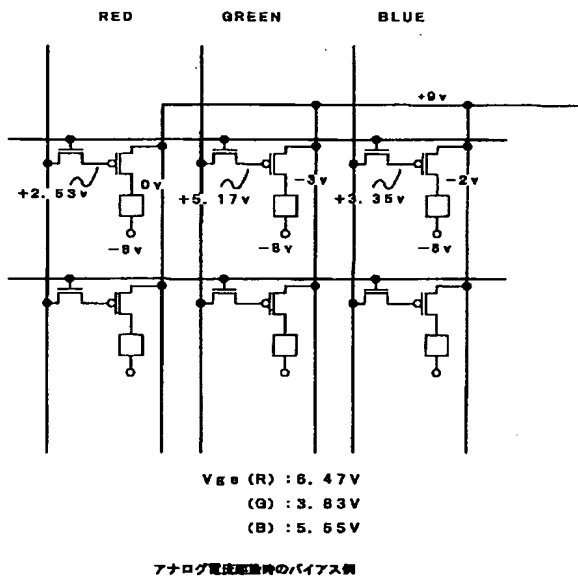 RED GREEN BLUE
+9v
+2. 53v 0v +5. 17v -3v +3. 35v -2v
-8v -8v -8v
Vgs (R) : 6. 47V
(G) : 3. 83V
(B) : 5. 65V
アナログ電圧駆動時のバイアス例